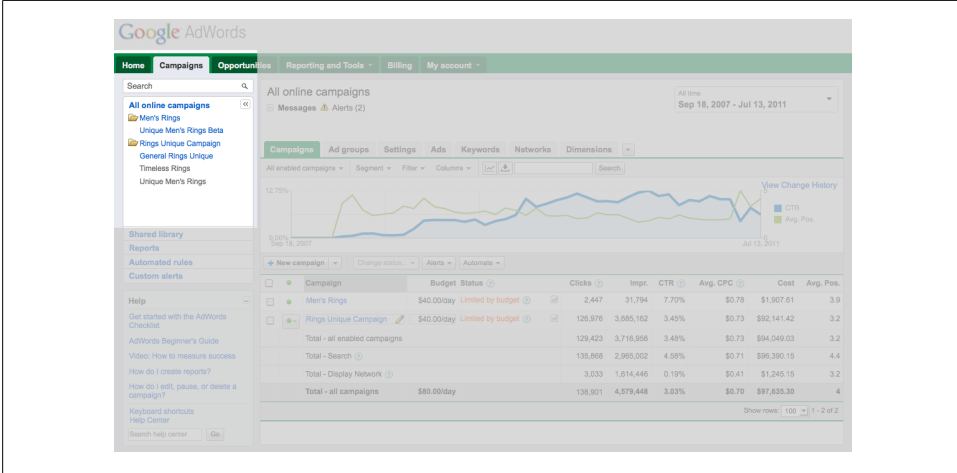 Google AdWords
Home Campaigns Opportunities Reporting and Tools Billing My account
Search
All online campaigns
Men's Rings
Unique Men's Rings Beta
Rings Unique Campaign
General Rings Unique
Timeless Rings
Unique Men's Rings
Shared library
Reports
Automated rules
Custom alerts
Help
Get started with the AdWords
Checklist
AdWords Beginner's Guide
Video: How to measure success
How do I create reports?
How do I edit, pause, or delete a
campaign?
Keyboard shortcuts
Help Center
Search help center Go
All online campaigns
Messages Alerts (2)
All time
Sep 18, 2007 - Jul 13, 2011
Campaigns Ad groups Settings Ads Keywords Networks Dimensions
All enabled campaigns Segment Filter Columns Search
View Change History
12.75%
CTR
Avg. Pos.
0.00%
Sep 18, 2007 Jul 13, 2011
+ New campaign Change status... Alerts Automate
Campaign Budget Status Clicks Impr. CTR Avg. CPC Cost Avg. Pos.
Men's Rings $40.00/day Limited by budget 2,447 31,794 7.70% $0.78 $1,907.61 3.9
Rings Unique Campaign $40.00/day Limited by budget 126,976 3,685,162 3.45% $0.73 $92,141.42 3.2
Total - all enabled campaigns 129,423 3,716,956 3.48% $0.73 $94,049.03 3.2
Total - Search 135,868 2,965,002 4.58% $0.71 $96,390.15 4.4
Total - Display Network 3,033 1,614,446 0.19% $0.41 $1,245.15 3.2
Total - all campaigns $80.00/day 138,901 4,579,448 3.03% $0.70 $97,635.30 4
Show rows: 100 1 - 2 of 2